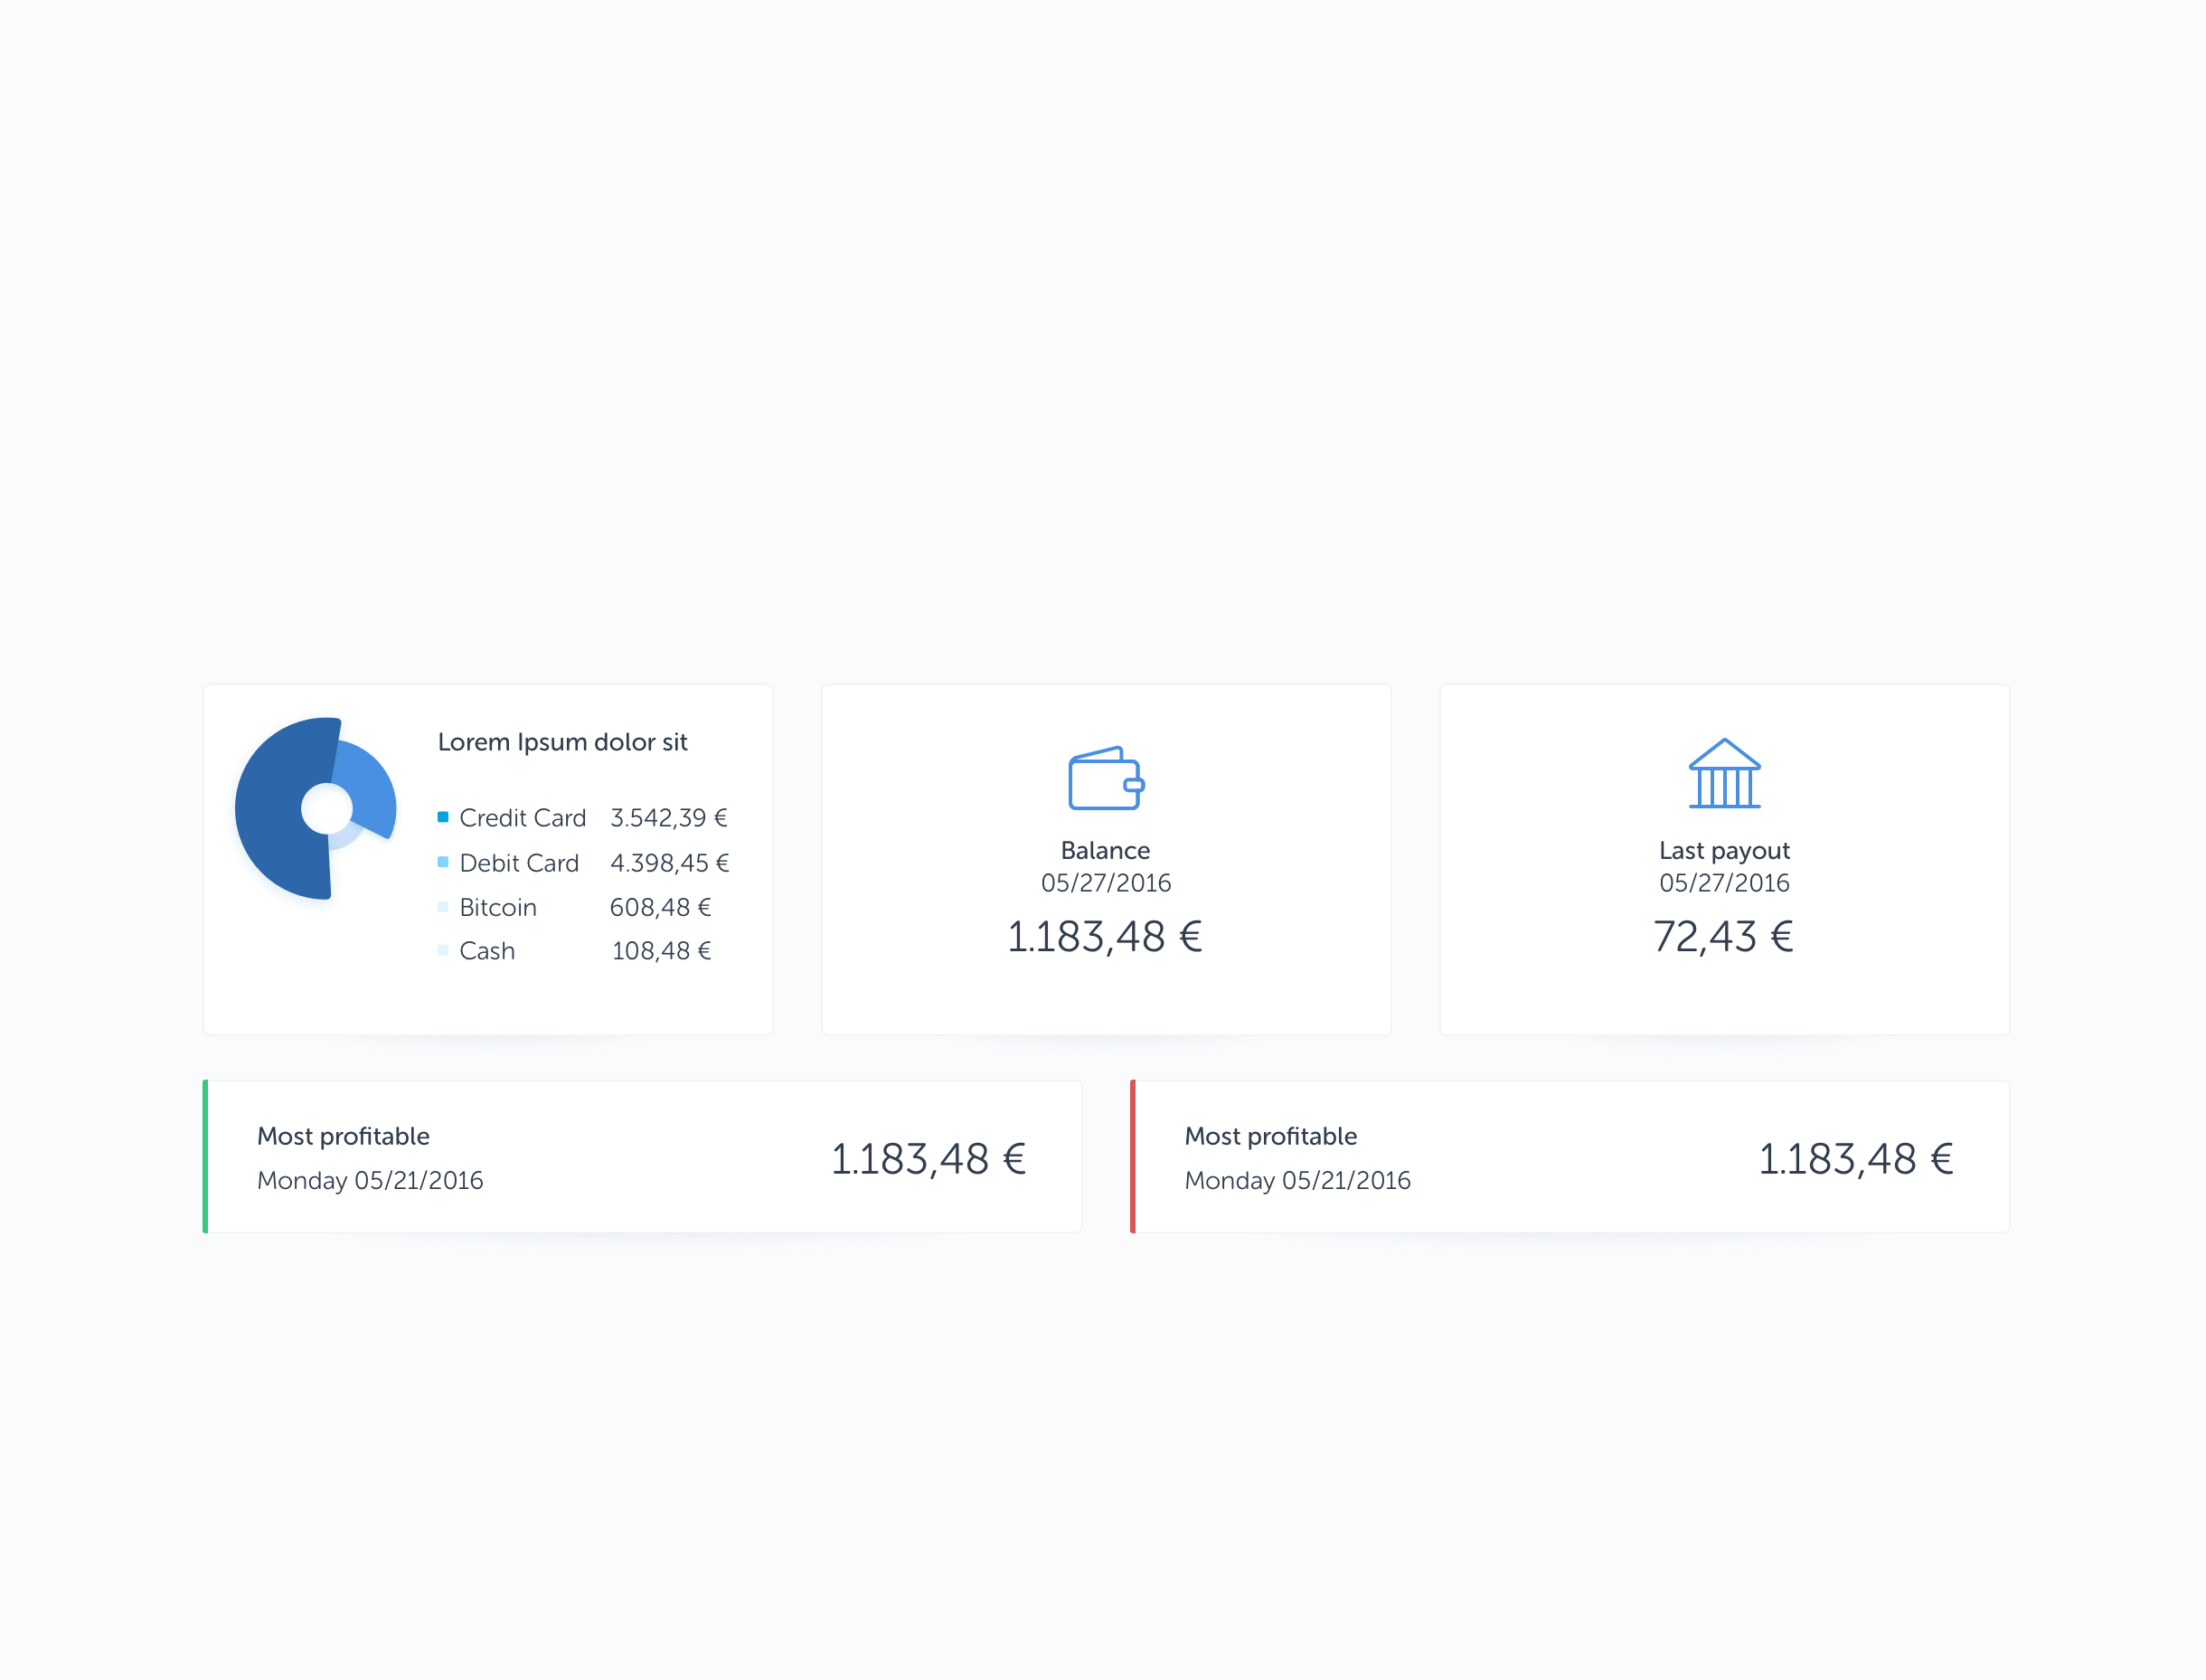 Lorem Ipsum dolor sit
Credit Card 3.542,39 €
Debit Card 4.398,45 €
Bitcoin 608,48 €
Cash 108,48 €
Balance
05/27/2016
1.183,48 €
Last payout
05/27/2016
72,43 €
Most profitable
Monday 05/21/2016
1.183,48 €
Most profitable
Monday 05/21/2016
1.183,48 €